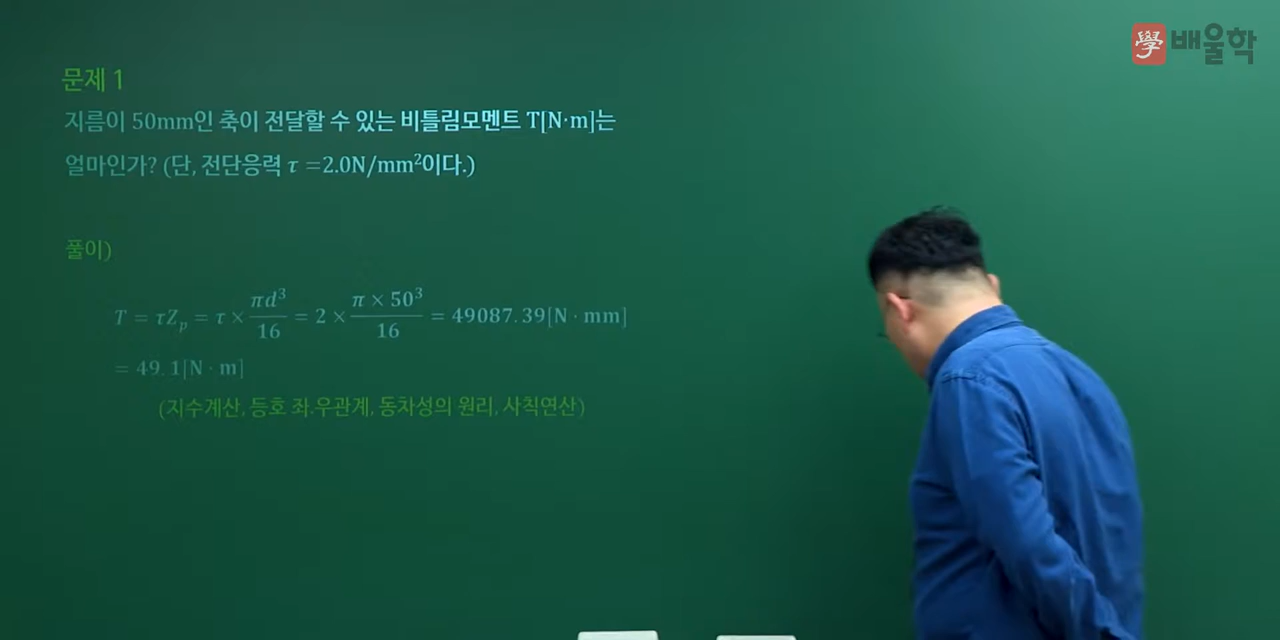 學 배울학
문제 1
지름이 50mm인 축이 전달할 수 있는 비틀림모멘트 T[N·m]는
얼마인가? (단, 전단응력 τ =2.0N/mm²이다.)
풀이)
T = τZₚ = τ × πd³/16 = 2 × π × 50³/16 = 49087.39[N · mm]
= 49.1[N · m]
(지수계산, 등호 좌.우관계, 동차성의 원리, 사칙연산)